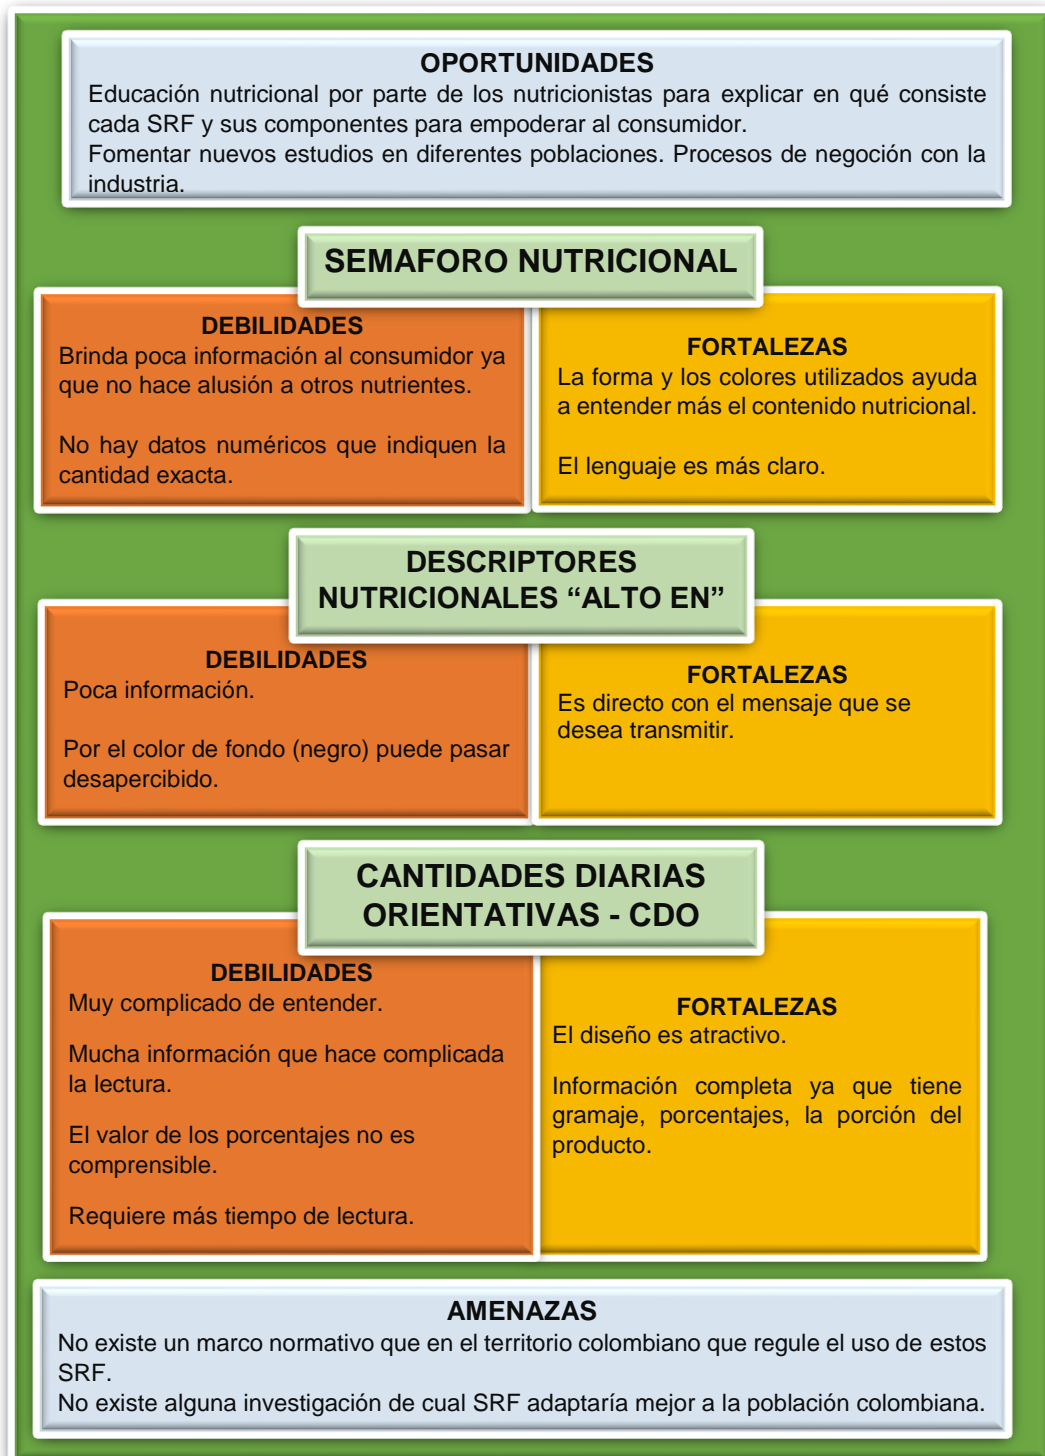 OPORTUNIDADES
Educación nutricional por parte de los nutricionistas para explicar en qué consiste
cada SRF y sus componentes para empoderar al consumidor.
Fomentar nuevos estudios en diferentes poblaciones. Procesos de negoción con la
industria.
SEMAFORO NUTRICIONAL
DEBILIDADES
Brinda poca información al consumidor ya
que no hace alusión a otros nutrientes.
No hay datos numéricos que indiquen la
cantidad exacta.
FORTALEZAS
La forma y los colores utilizados ayuda
a entender más el contenido nutricional.
El lenguaje es más claro.
DESCRIPTORES
NUTRICIONALES “ALTO EN”
DEBILIDADES
Poca información.
Por el color de fondo (negro) puede pasar
desapercibido.
FORTALEZAS
Es directo con el mensaje que se
desea transmitir.
CANTIDADES DIARIAS
ORIENTATIVAS - CDO
DEBILIDADES
Muy complicado de entender.
Mucha información que hace complicada
la lectura.
El valor de los porcentajes no es
comprensible.
Requiere más tiempo de lectura.
FORTALEZAS
El diseño es atractivo.
Información completa ya que tiene
gramaje, porcentajes, la porción del
producto.
AMENAZAS
No existe un marco normativo que en el territorio colombiano que regule el uso de estos
SRF.
No existe alguna investigación de cual SRF adaptaría mejor a la población colombiana.